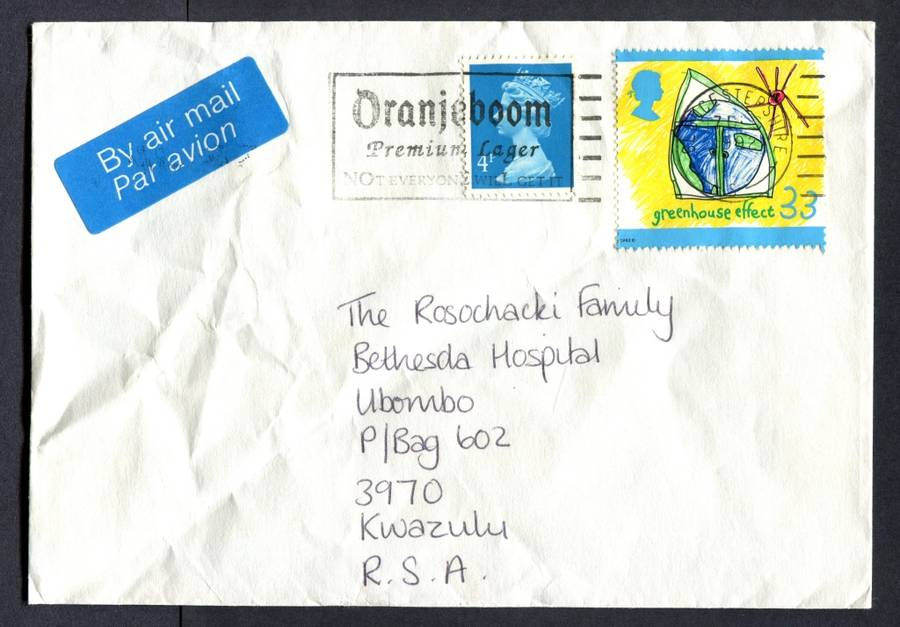 By air mail
Par avion
Oranjeboom
Premium Lager
NOT EVERYONE WILL GET IT
4
greenhouse effect 33
The Rosochacki Family
Bethesda Hospital
Ubombo
P/Bag 602
3970
Kwazulu
R.S.A.